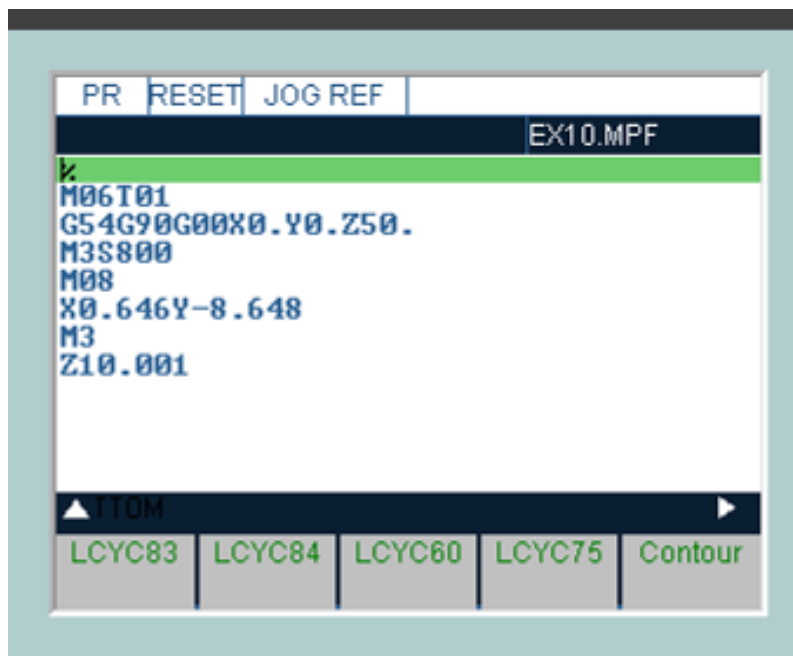 PR RESET JOG REF
EX10.MPF
%
M06T01
G54G90G00X0.Y0.Z50.
M3S800
M08
X0.646Y-8.648
M3
Z10.001
TTOM
LCYC83 LCYC84 LCYC60 LCYC75 Contour